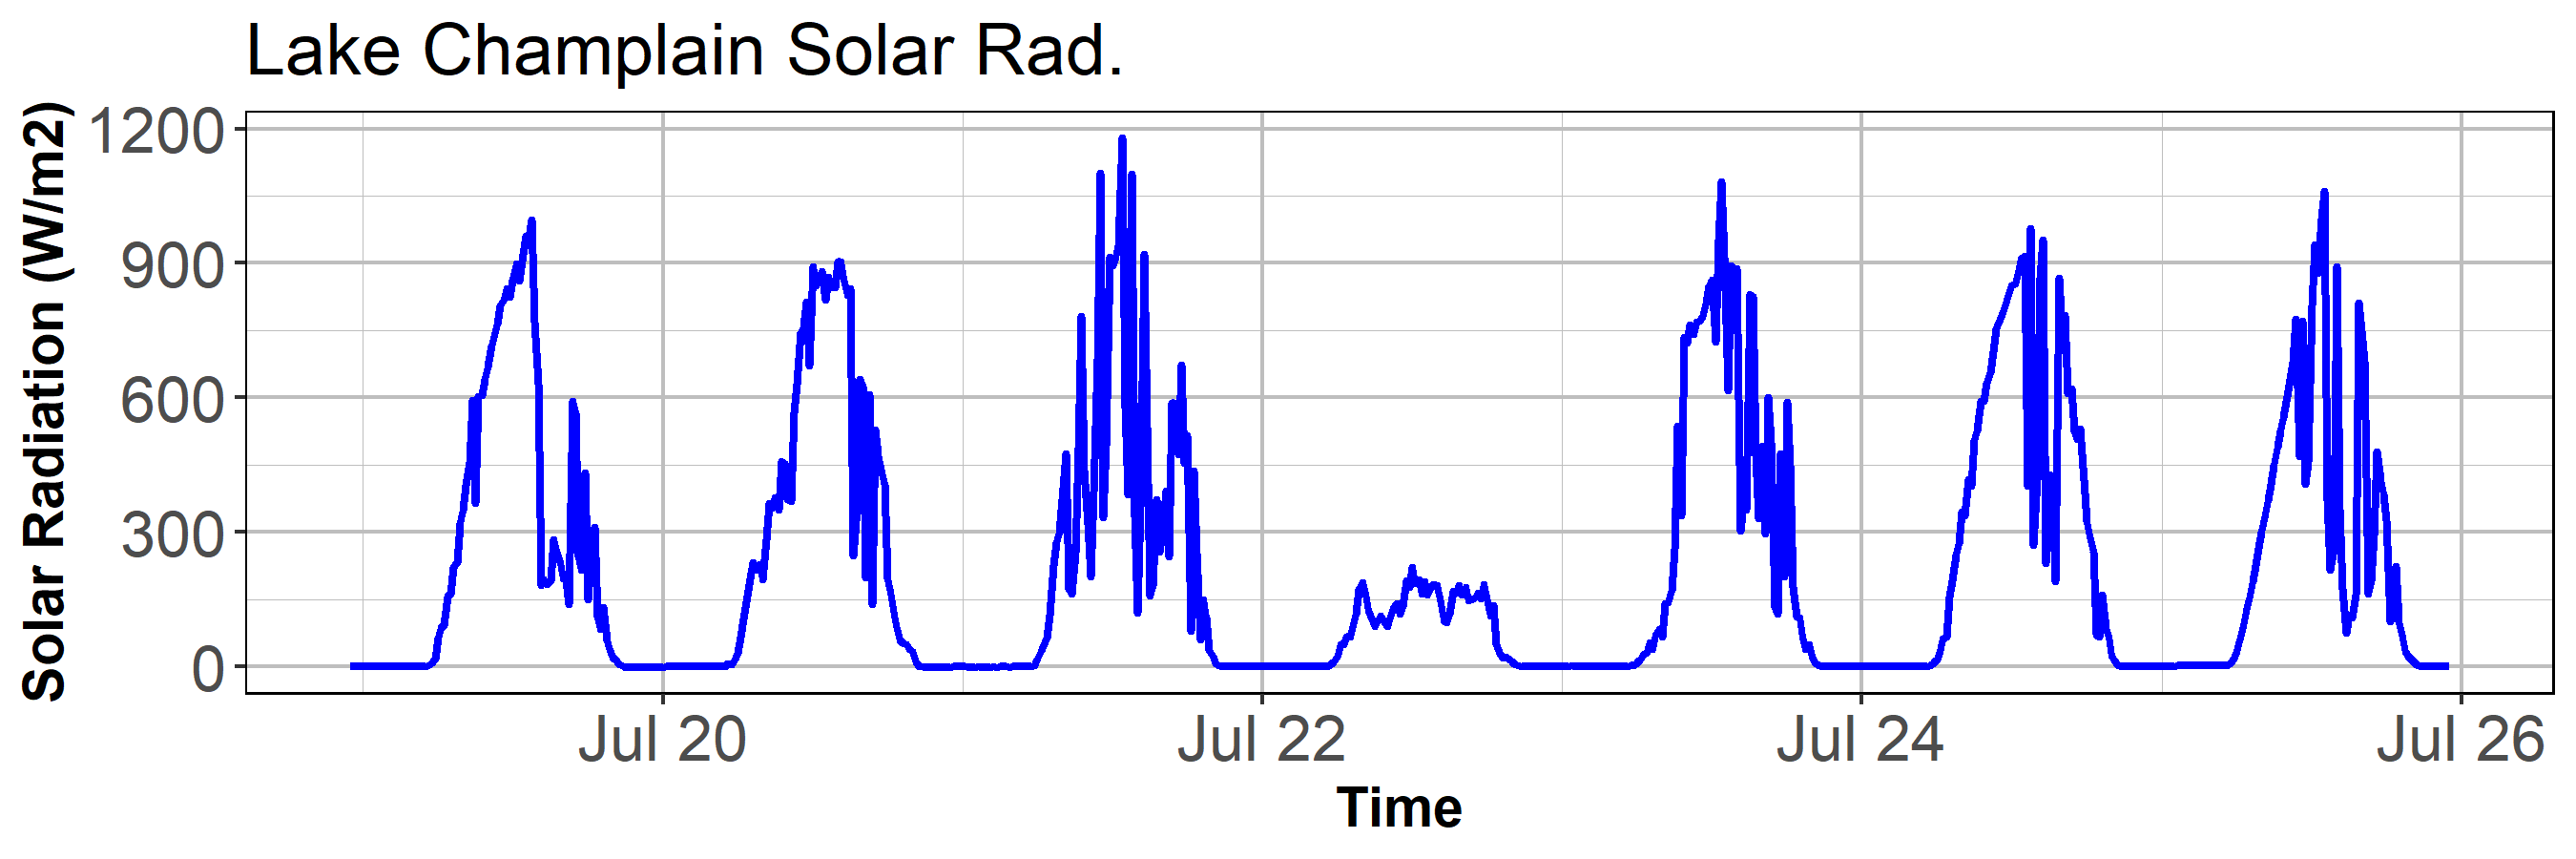 Lake Champlain Solar Rad.
Solar Radiation (W/m2)
1200
900
600
300
0
Jul 20 Jul 22 Jul 24 Jul 26
Time